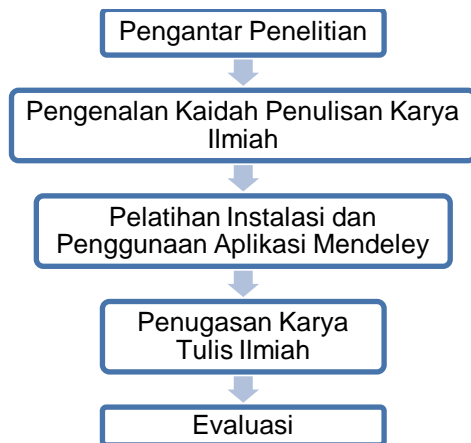 Pengantar Penelitian
Pengenalan Kaidah Penulisan Karya
Ilmiah
Pelatihan Instalasi dan
Penggunaan Aplikasi Mendeley
Penugasan Karya
Tulis Ilmiah
Evaluasi